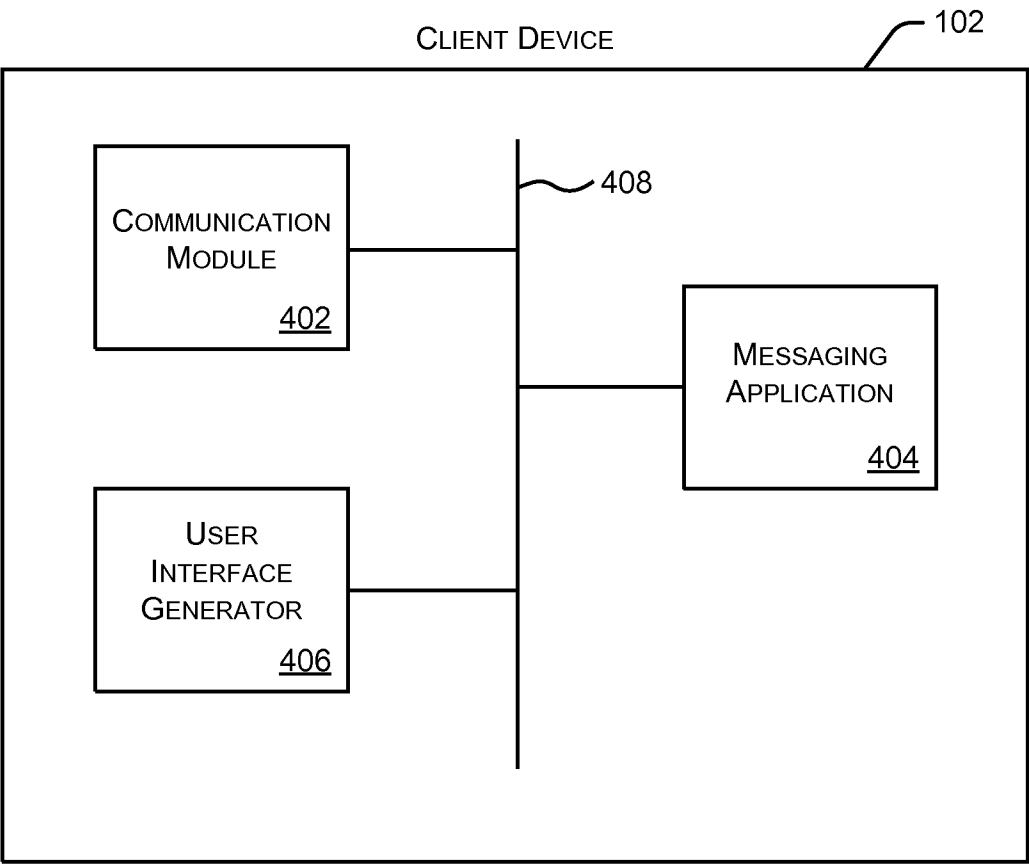 CLIENT DEVICE
102
COMMUNICATION
MODULE
402
408
MESSAGING
APPLICATION
404
USER
INTERFACE
GENERATOR
406